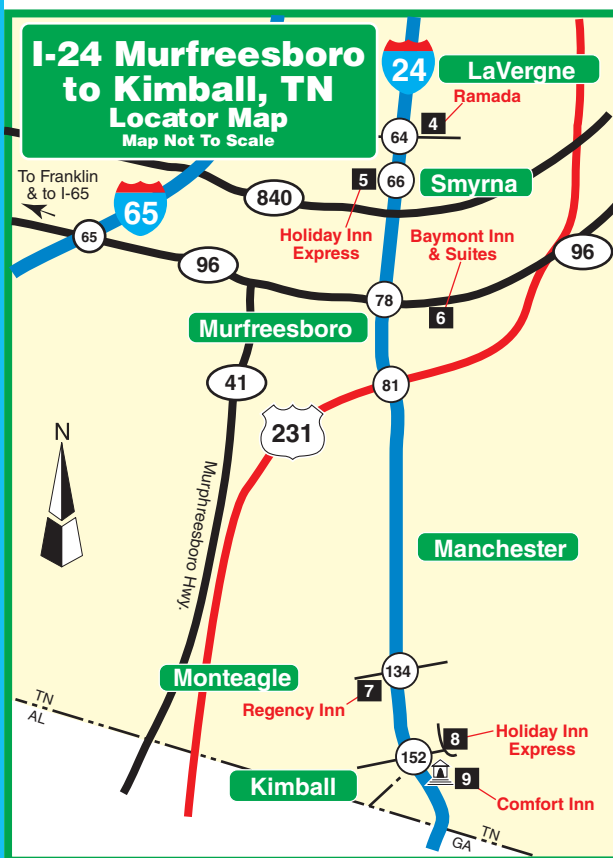 I-24 Murfreesboro
to Kimball, TN
Locator Map
Map Not To Scale
24
LaVergne
Ramada
4
64
To Franklin
& to I-65
65
840
5
66
Smyrna
Holiday Inn
Express
Baymont Inn
& Suites
65
96
96
78
6
Murfreesboro
41
81
231
N
Murphreesboro Hwy.
Manchester
Monteagle
134
7
Regency Inn
TN
AL
8
Holiday Inn
Express
152
9
Kimball
Comfort Inn
TN
GA